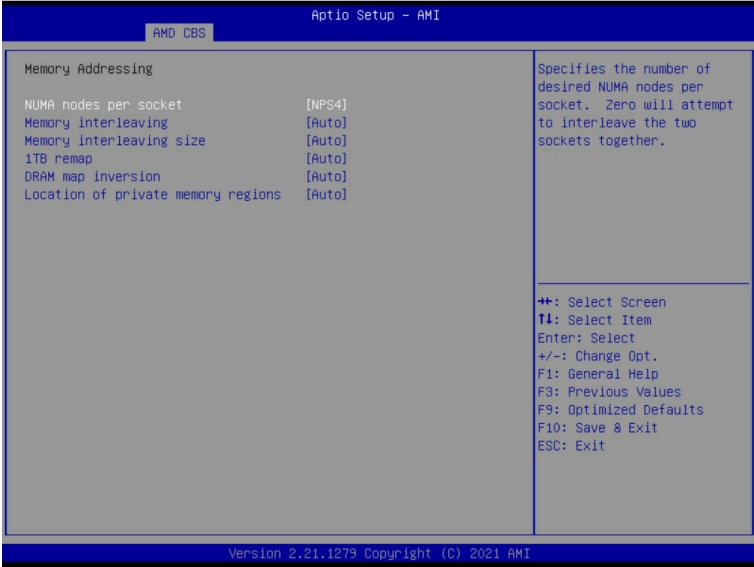 Aptio Setup – AMI
AMD CBS
Memory Addressing
NUMA nodes per socket [NPS4]
Memory interleaving [Auto]
Memory interleaving size [Auto]
1TB remap [Auto]
DRAM map inversion [Auto]
Location of private memory regions [Auto]
Specifies the number of
desired NUMA nodes per
socket. Zero will attempt
to interleave the two
sockets together.
→←: Select Screen
↑↓: Select Item
Enter: Select
+/-: Change Opt.
F1: General Help
F3: Previous Values
F9: Optimized Defaults
F10: Save & Exit
ESC: Exit
Version 2.21.1279 Copyright (C) 2021 AMI